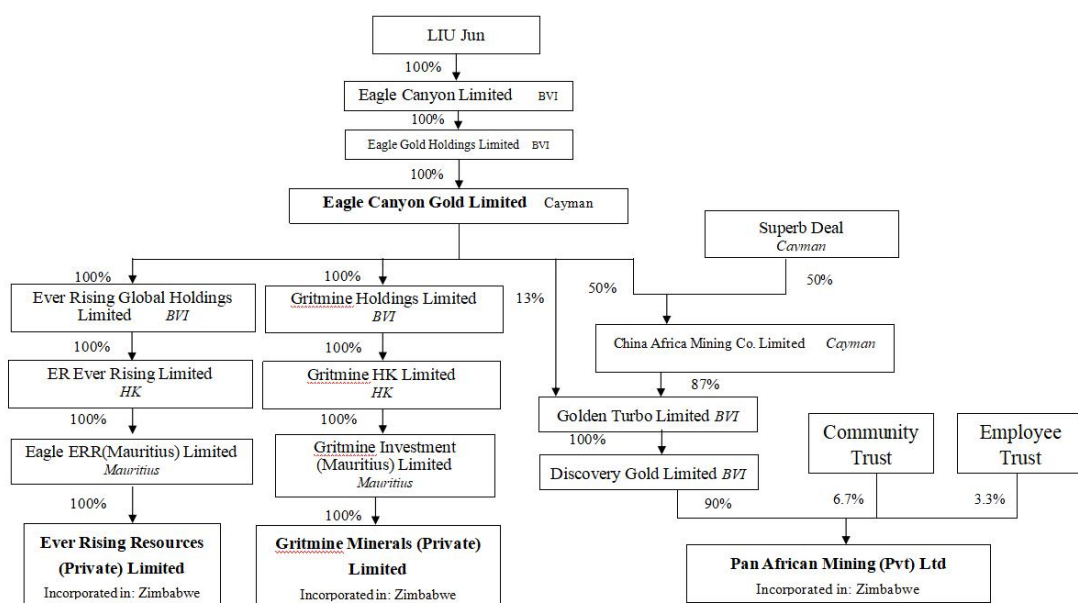 LIU Jun
100%
Eagle Canyon Limited BVI
100%
Eagle Gold Holdings Limited BVI
100%
Eagle Canyon Gold Limited Cayman
Superb Deal
Cayman
100%
100%
13%
50%
50%
Ever Rising Global Holdings
Limited BVI
Gritmine Holdings Limited
BVI
China Africa Mining Co. Limited Cayman
100%
100%
87%
ER Ever Rising Limited
HK
Gritmine HK Limited
HK
Golden Turbo Limited BVI
100%
100%
100%
Community
Trust
Employee
Trust
Eagle ERR(Mauritius) Limited
Mauritius
Gritmine Investment
(Mauritius) Limited
Mauritius
Discovery Gold Limited BVI
100%
100%
90%
6.7%
3.3%
Ever Rising Resources
(Private) Limited
Incorporated in: Zimbabwe
Gritmine Minerals (Private)
Limited
Incorporated in: Zimbabwe
Pan African Mining (Pvt) Ltd
Incorporated in: Zimbabwe